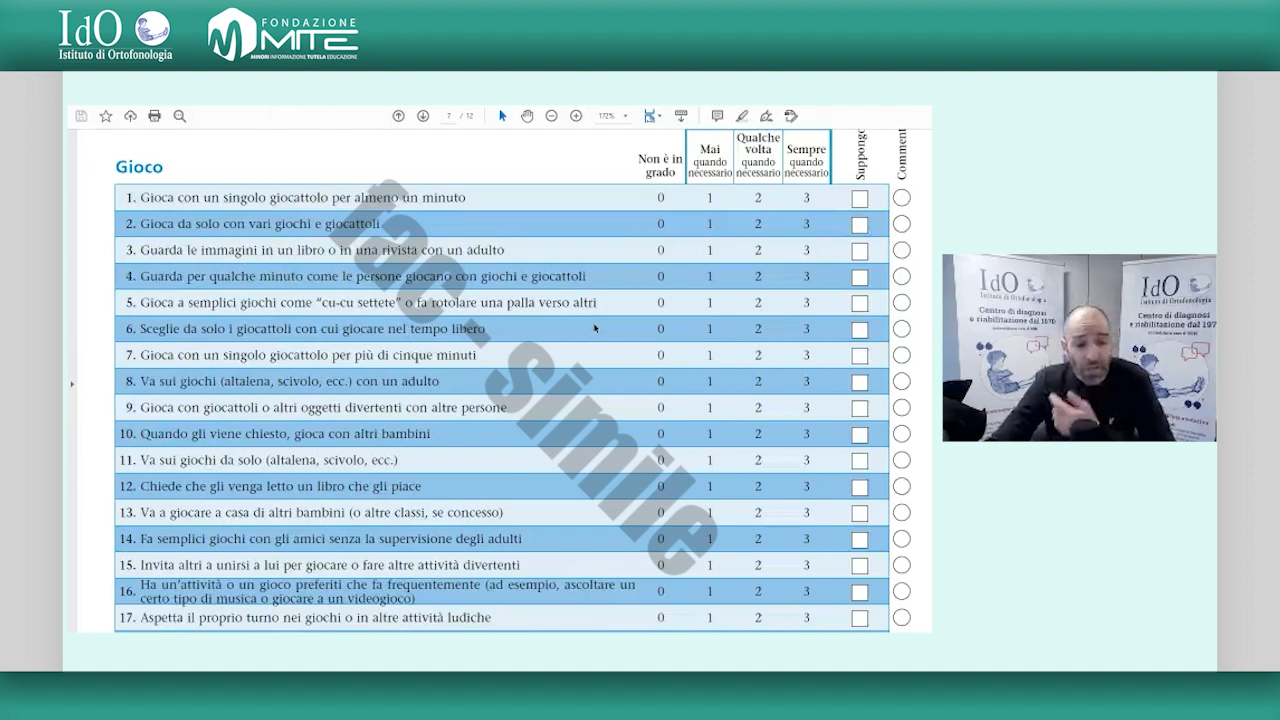 IdO
Istituto di Ortofonologia
FONDAZIONE
MITE
MINORI INFORMAZIONE TUTELA EDUCAZIONE
7 / 12
172%
Gioco
Non è in grado
Mai quando necessario
Qualche volta quando necessario
Sempre quando necessario
Suppongo
Comment
1. Gioca con un singolo giocattolo per almeno un minuto 0 1 2 3
2. Gioca da solo con vari giochi e giocattoli 0 1 2 3
3. Guarda le immagini in un libro o in una rivista con un adulto 0 1 2 3
4. Guarda per qualche minuto come le persone giocano con giochi e giocattoli 0 1 2 3
5. Gioca a semplici giochi come “cu-cu settete” o fa rotolare una palla verso altri 0 1 2 3
6. Sceglie da solo i giocattoli con cui giocare nel tempo libero 0 1 2 3
7. Gioca con un singolo giocattolo per più di cinque minuti 0 1 2 3
8. Va sui giochi (altalena, scivolo, ecc.) con un adulto 0 1 2 3
9. Gioca con giocattoli o altri oggetti divertenti con altre persone 0 1 2 3
10. Quando gli viene chiesto, gioca con altri bambini 0 1 2 3
11. Va sui giochi da solo (altalena, scivolo, ecc.) 0 1 2 3
12. Chiede che gli venga letto un libro che gli piace 0 1 2 3
13. Va a giocare a casa di altri bambini (o altre classi, se concesso) 0 1 2 3
14. Fa semplici giochi con gli amici senza la supervisione degli adulti 0 1 2 3
15. Invita altri a unirsi a lui per giocare o fare altre attività divertenti 0 1 2 3
16. Ha un’attività o un gioco preferiti che fa frequentemente (ad esempio, ascoltare un
certo tipo di musica o giocare a un videogioco) 0 1 2 3
17. Aspetta il proprio turno nei giochi o in altre attività ludiche 0 1 2 3
fac - simile
IdO
Istituto di Ortofonologia
Centro di diagnosi
e riabilitazione dal 1970
IdO
Istituto di Ortofonologia
Centro di diagnosi
e riabilitazione dal 197